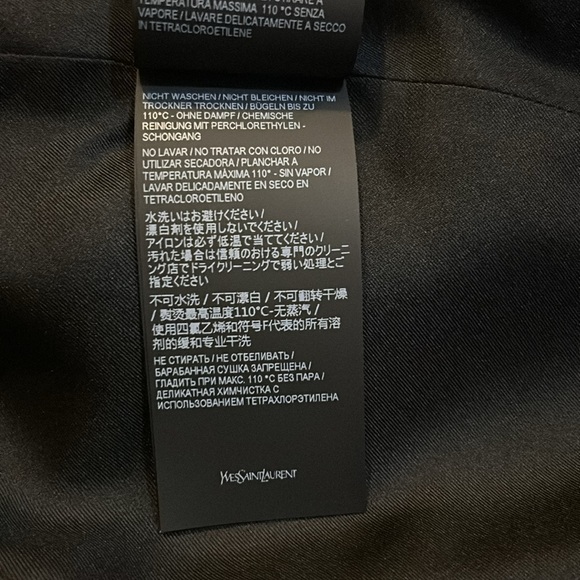 TEMPERATURA MASSIMA 110 °C SENZA
VAPORE / LAVARE DELICATAMENTE A SECCO
IN TETRACLOROETILENE
NICHT WASCHEN / NICHT BLEICHEN / NICHT IM
TROCKNER TROCKNEN / BÜGELN BIS ZU
110°C - OHNE DAMPF / CHEMISCHE
REINIGUNG MIT PERCHLORETHYLEN -
SCHONGANG
NO LAVAR / NO TRATAR CON CLORO / NO
UTILIZAR SECADORA / PLANCHAR A
TEMPERATURA MÁXIMA 110° - SIN VAPOR /
LAVAR DELICADAMENTE EN SECO EN
TETRACLOROETILENO
水洗いはお避けください/
漂白剤を使用しないでください/
アイロンは必ず低温で当ててください/
汚れた場合は信頼のおける専門のクリーニ
ング店でドライクリーニングで弱い処理とご
指定ください
不可水洗 / 不可漂白 / 不可翻转干燥
/ 熨烫最高温度110°C-无蒸汽 /
使用四氯乙烯和符号F代表的所有溶
剂的缓和专业干洗
НЕ СТИРАТЬ / НЕ ОТБЕЛИВАТЬ /
БАРАБАННАЯ СУШКА ЗАПРЕЩЕНА /
ГЛАДИТЬ ПРИ МАКС. 110 °C БЕЗ ПАРА /
ДЕЛИКАТНАЯ ХИМЧИСТКА С
ИСПОЛЬЗОВАНИЕМ ТЕТРАХЛОРЭТИЛЕНА
YVESSAINTLAURENT